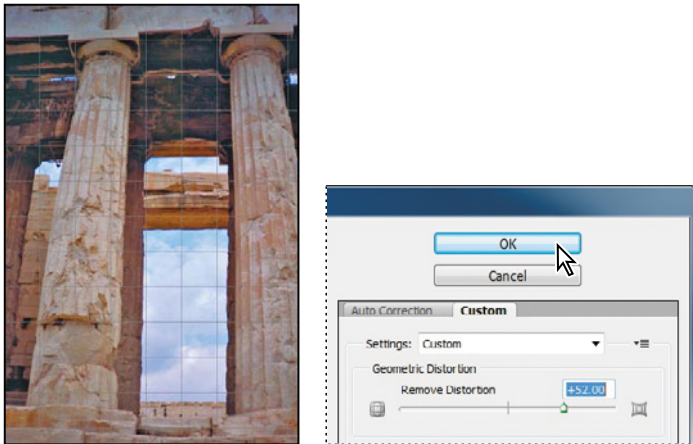 OK
Cancel
Auto Correction Custom
Settings: Custom
Geometric Distortion
Remove Distortion +52.00